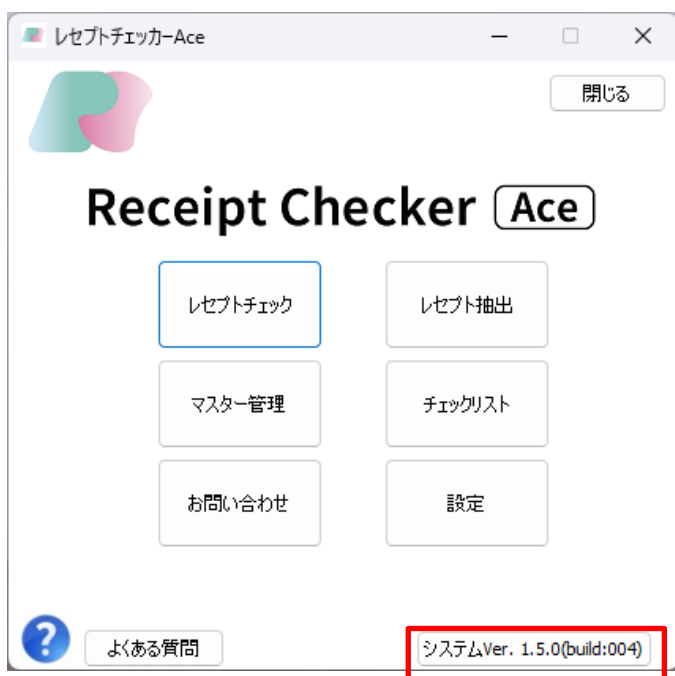 レセプトチェッカーAce
閉じる
Receipt Checker Ace
レセプトチェック
レセプト抽出
マスター管理
チェックリスト
お問い合わせ
設定
?
よくある質問
システムVer. 1.5.0(build:004)